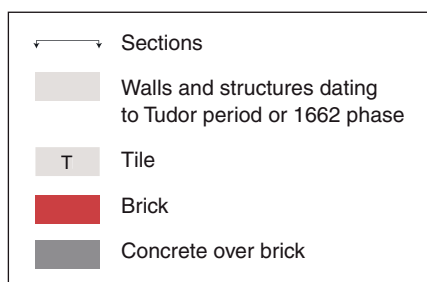 Sections
Walls and structures dating
to Tudor period or 1662 phase
T Tile
Brick
Concrete over brick